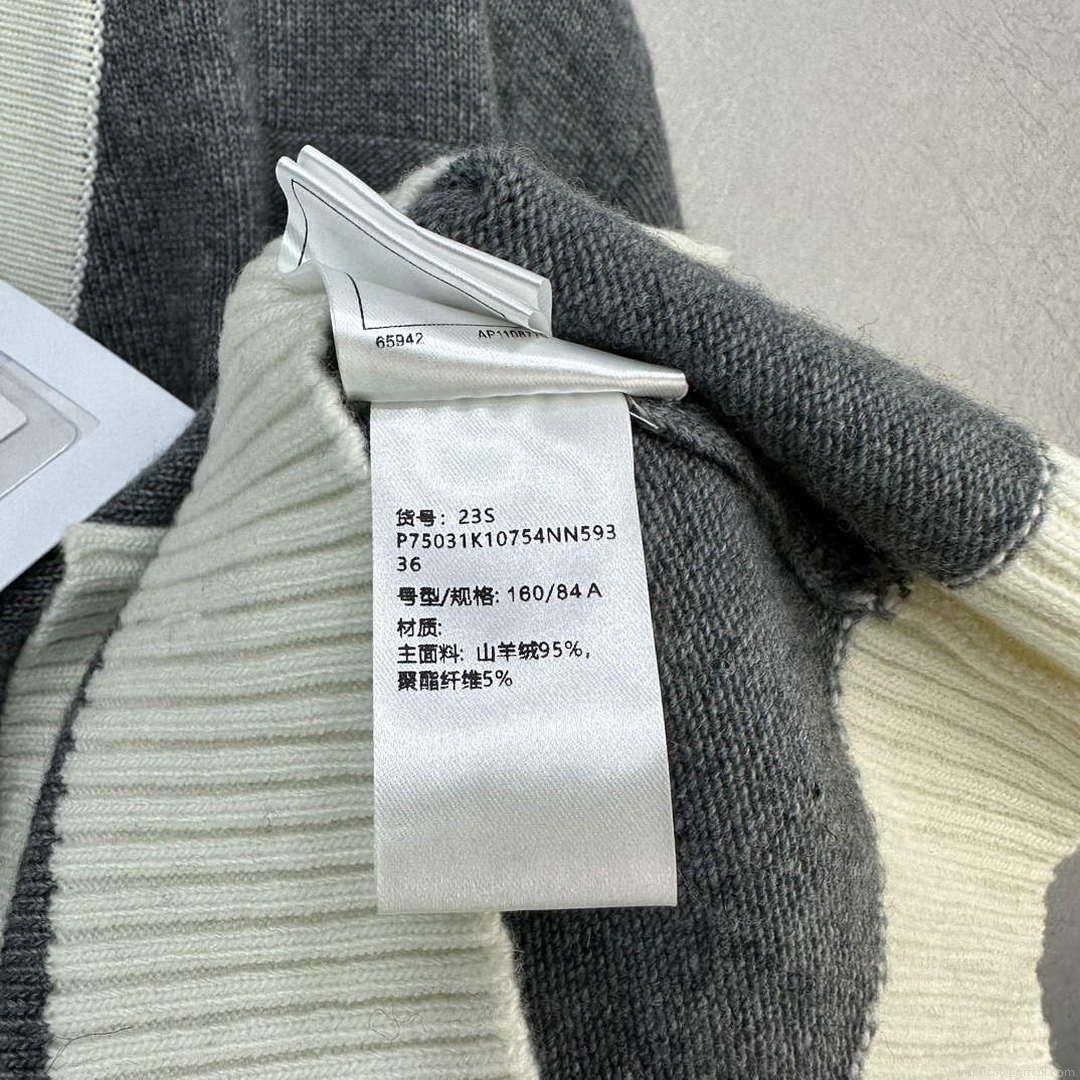 65942
货号: 23S
P75031K10754NN593
36
号型/规格: 160/84 A
材质:
主面料: 山羊绒95%,
聚酯纤维5%